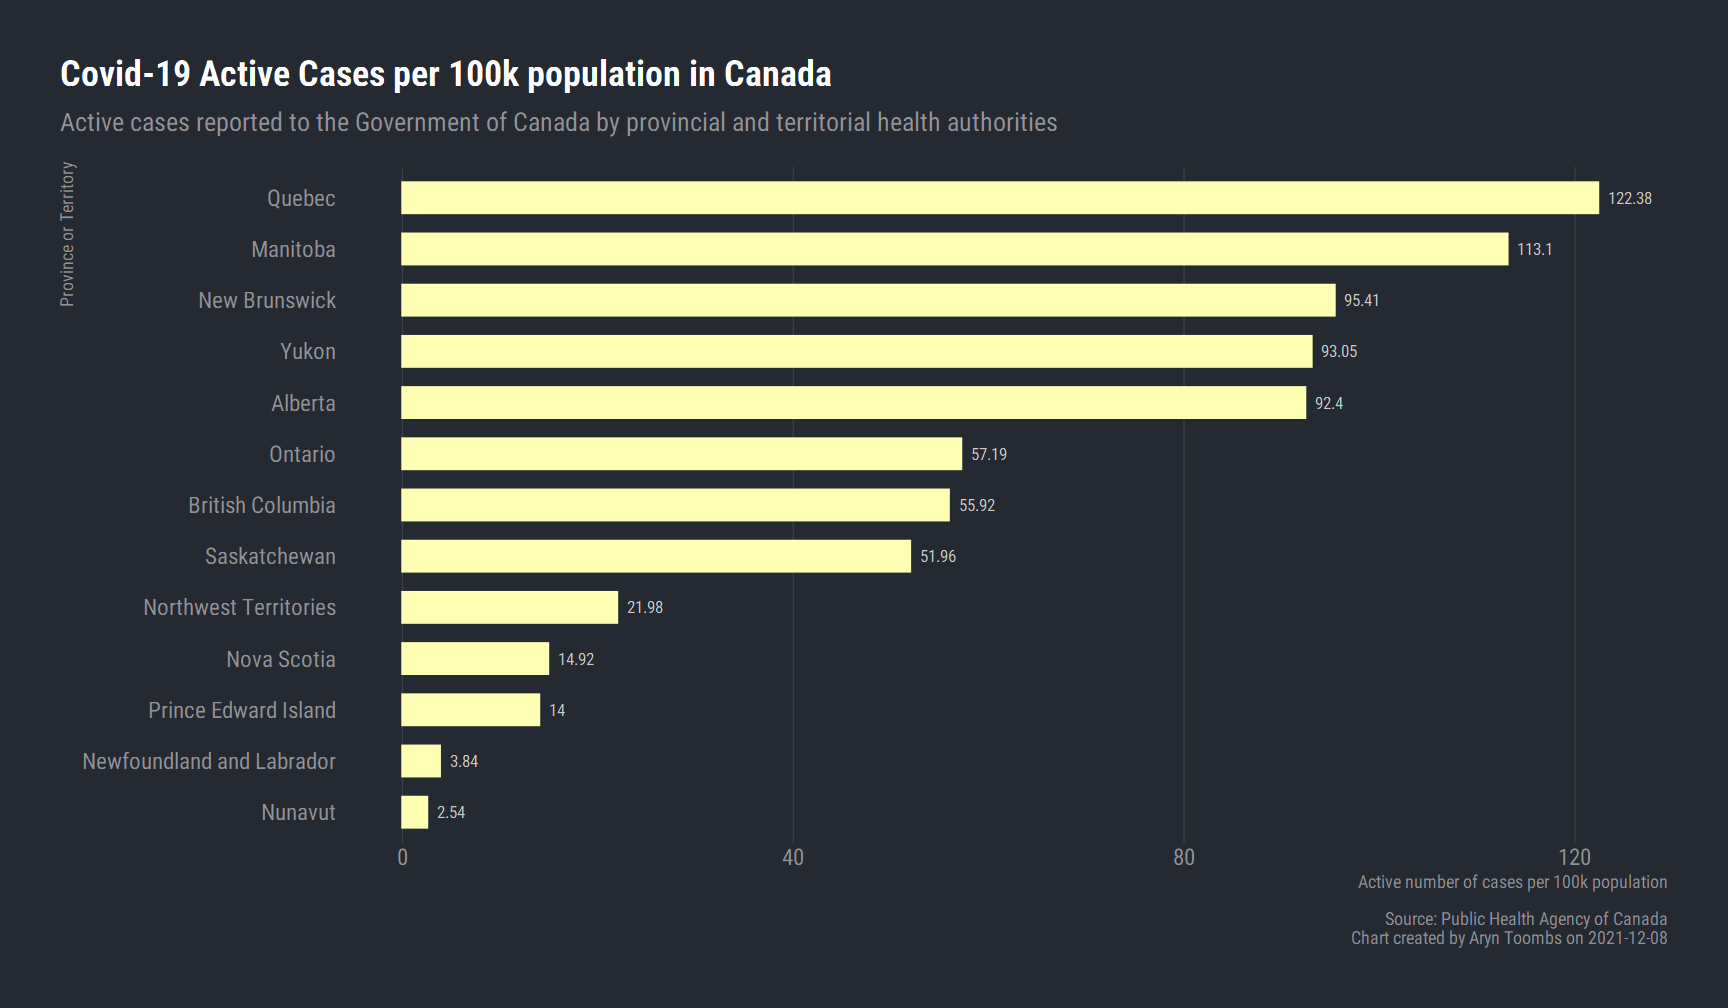 Covid-19 Active Cases per 100k population in Canada
Active cases reported to the Government of Canada by provincial and territorial health authorities
Province or Territory
Quebec 122.38
Manitoba 113.1
New Brunswick 95.41
Yukon 93.05
Alberta 92.4
Ontario 57.19
British Columbia 55.92
Saskatchewan 51.96
Northwest Territories 21.98
Nova Scotia 14.92
Prince Edward Island 14
Newfoundland and Labrador 3.84
Nunavut 2.54
0 40 80 120
Active number of cases per 100k population
Source: Public Health Agency of Canada
Chart created by Aryn Toombs on 2021-12-08